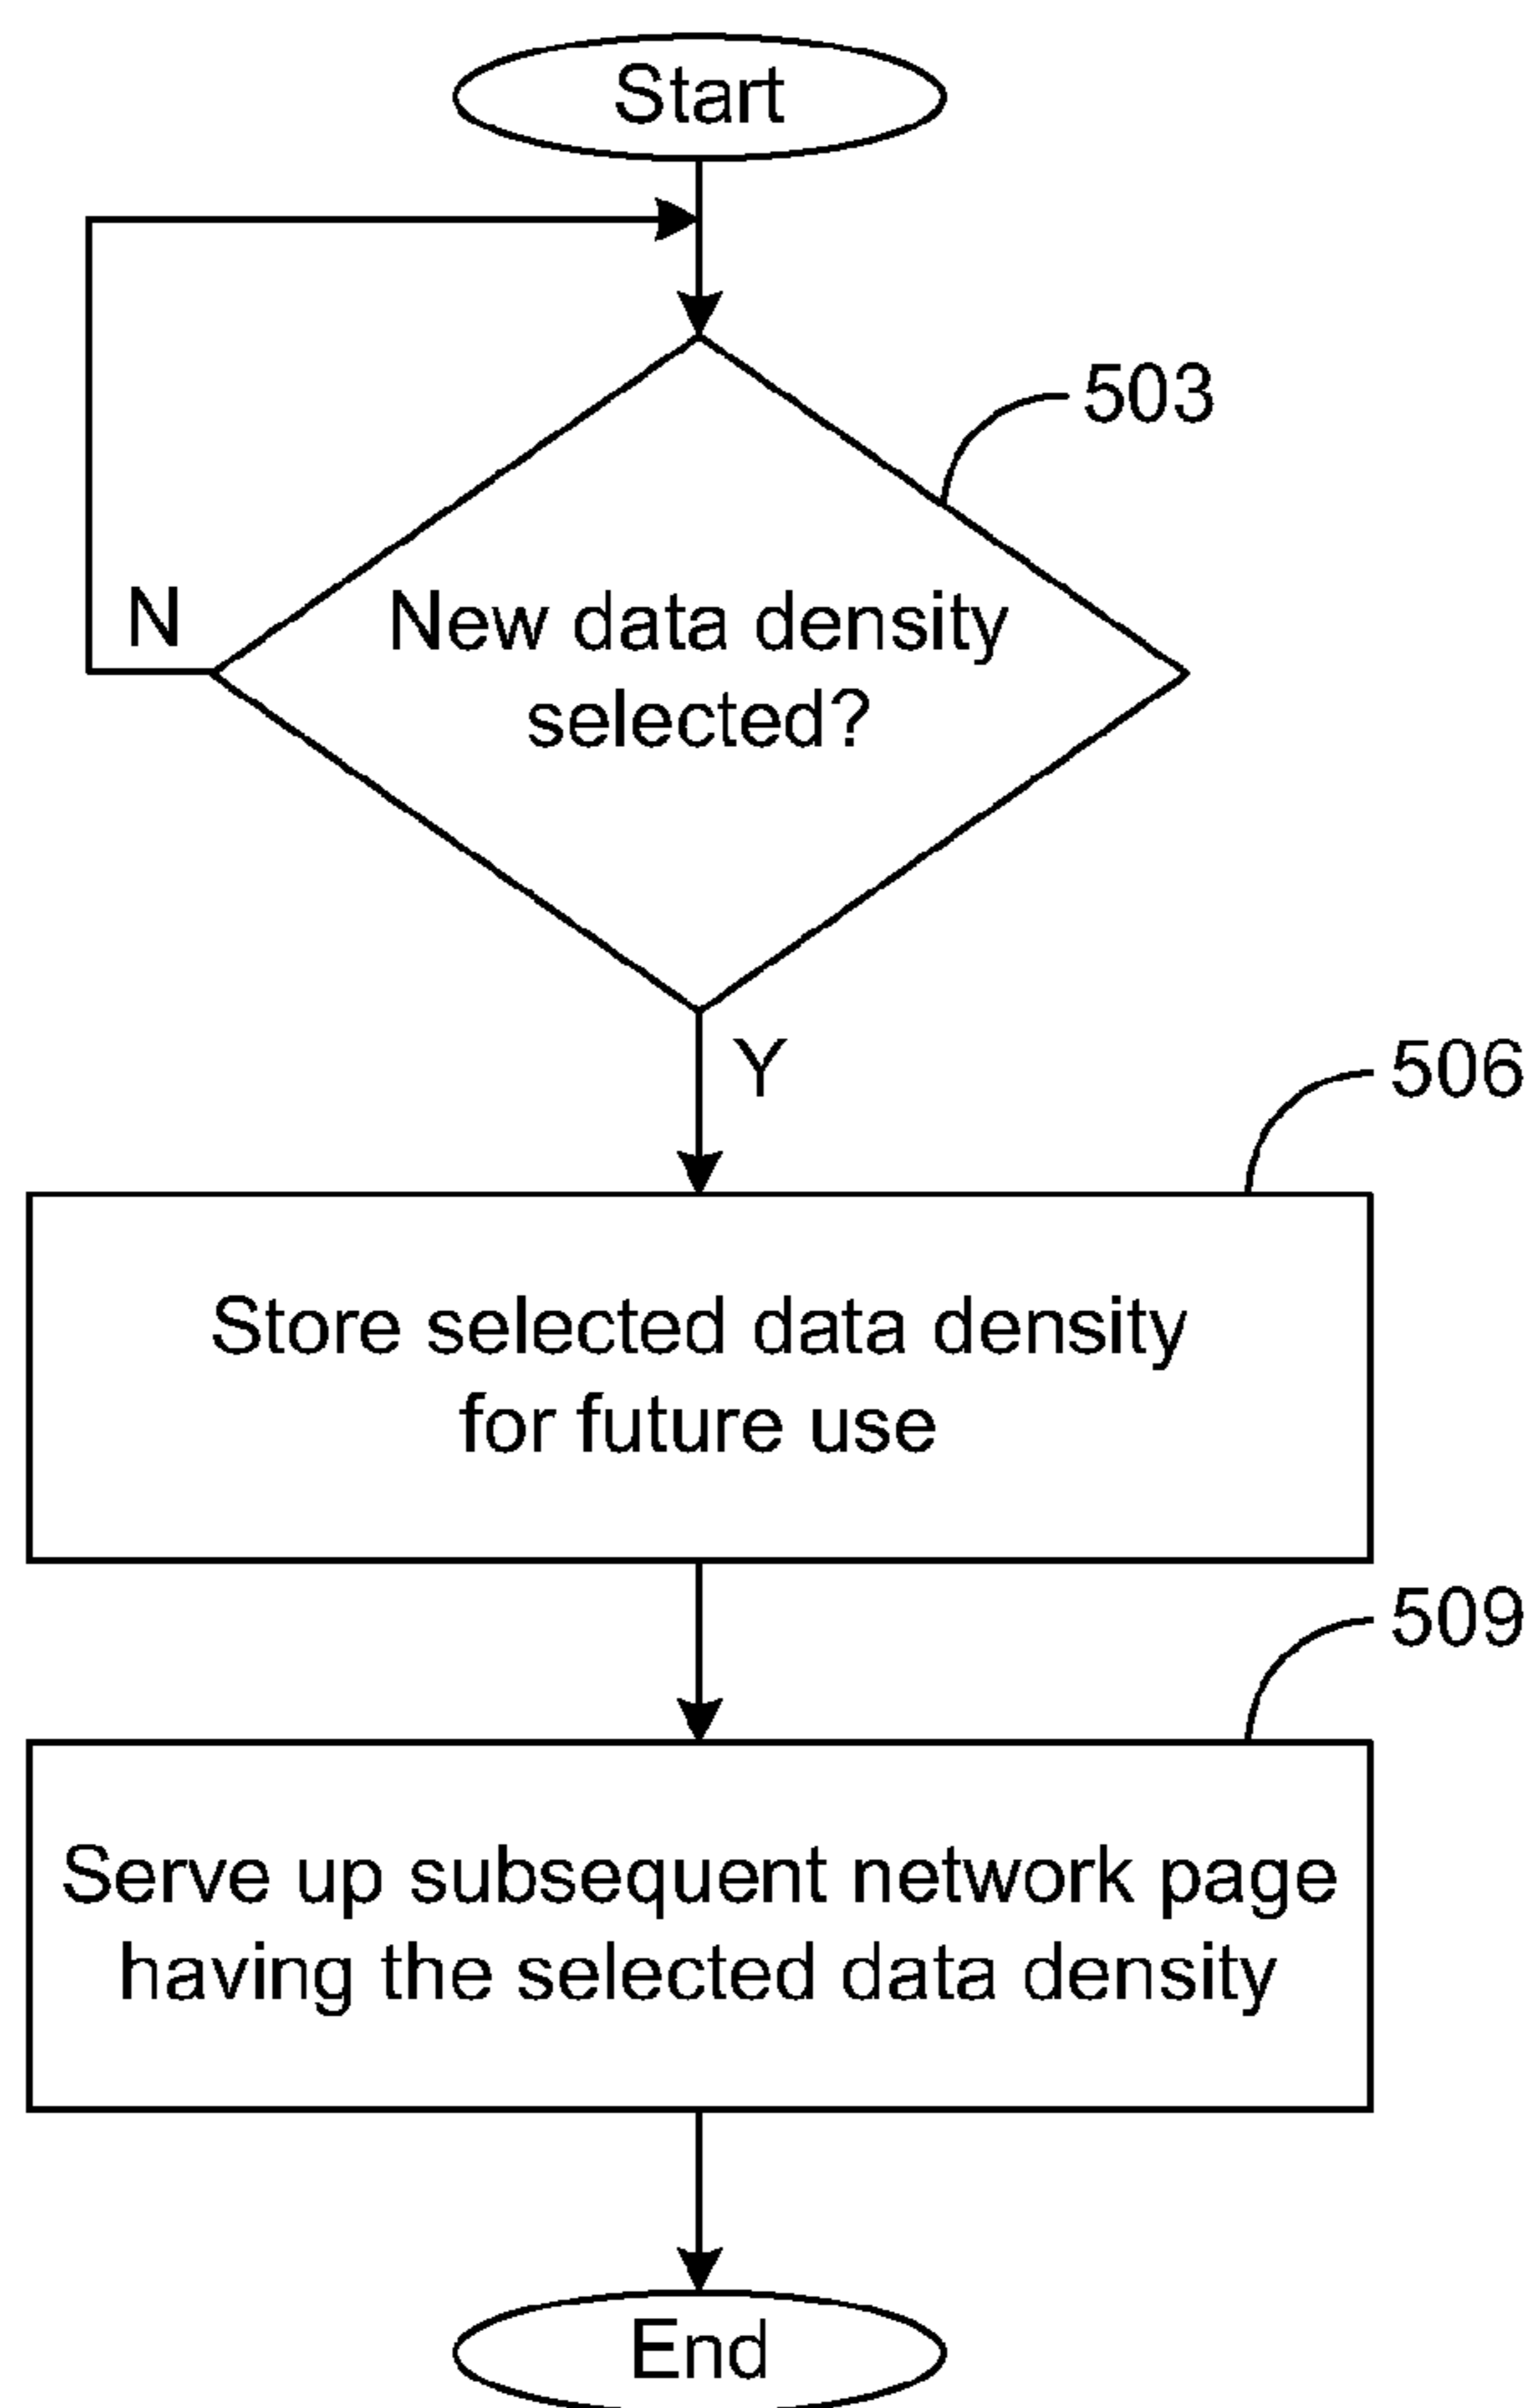 Start
503
N
New data density
selected?
Y
506
Store selected data density
for future use
509
Serve up subsequent network page
having the selected data density
End